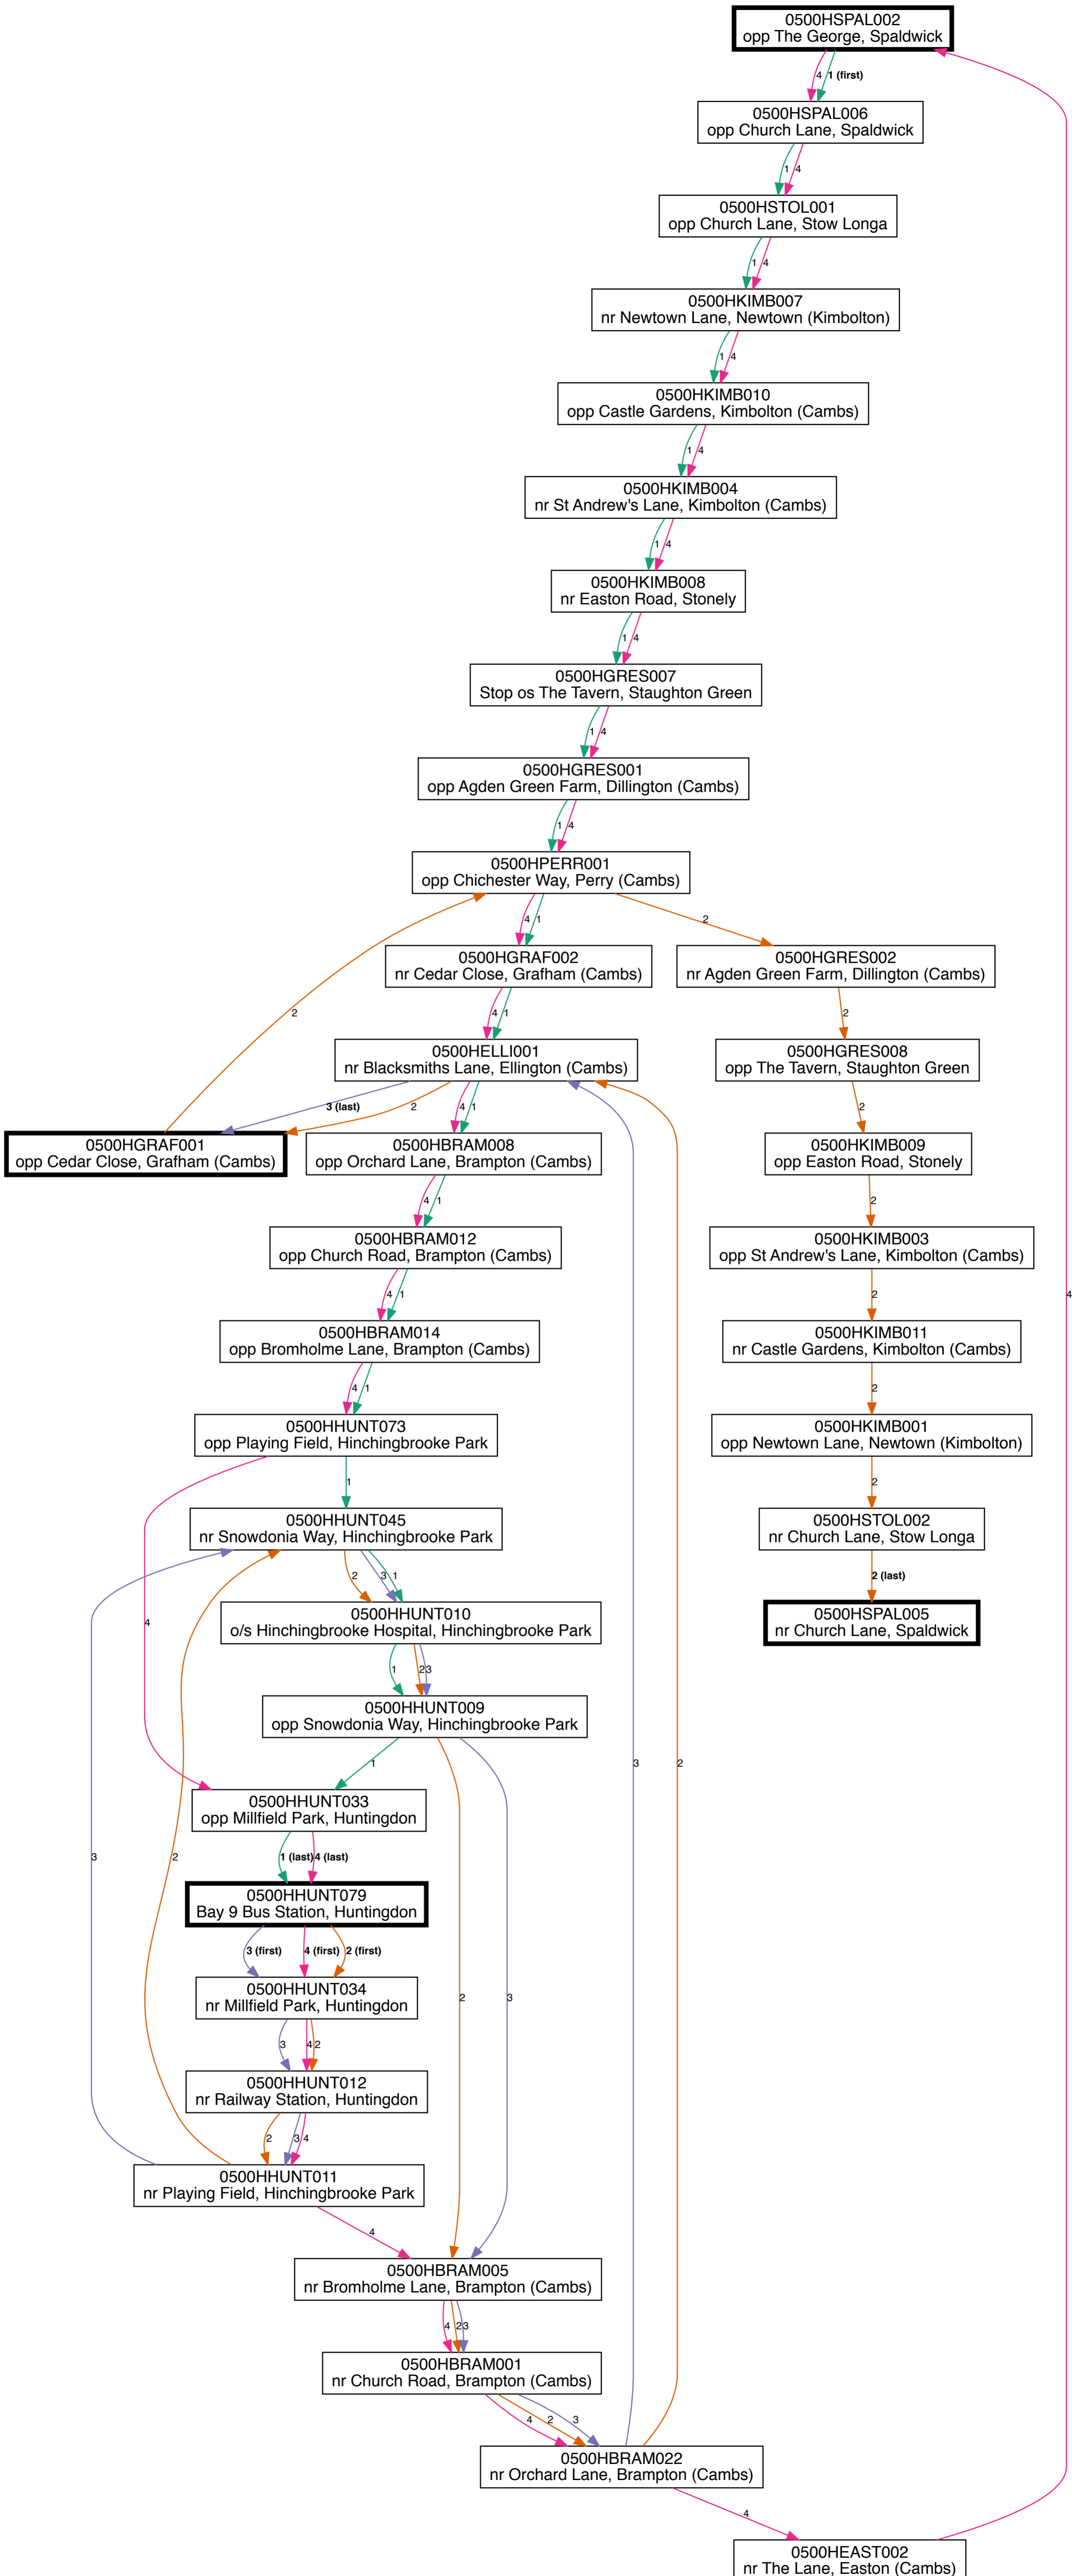 0500HSPAL002
opp The George, Spaldwick
4
1 (first)
0500HSPAL006
opp Church Lane, Spaldwick
1
4
0500HSTOL001
opp Church Lane, Stow Longa
1
4
0500HKIMB007
nr Newtown Lane, Newtown (Kimbolton)
1
4
0500HKIMB010
opp Castle Gardens, Kimbolton (Cambs)
1
4
0500HKIMB004
nr St Andrew's Lane, Kimbolton (Cambs)
1
4
0500HKIMB008
nr Easton Road, Stonely
1
4
0500HGRES007
Stop os The Tavern, Staughton Green
1
4
0500HGRES001
opp Agden Green Farm, Dillington (Cambs)
1
4
0500HPERR001
opp Chichester Way, Perry (Cambs)
4
1
2
0500HGRAF002
nr Cedar Close, Grafham (Cambs)
0500HGRES002
nr Agden Green Farm, Dillington (Cambs)
2
4
1
2
0500HELLI001
nr Blacksmiths Lane, Ellington (Cambs)
0500HGRES008
opp The Tavern, Staughton Green
3 (last)
2
4
1
2
0500HGRAF001
opp Cedar Close, Grafham (Cambs)
0500HBRAM008
opp Orchard Lane, Brampton (Cambs)
0500HKIMB009
opp Easton Road, Stonely
4
1
2
0500HBRAM012
opp Church Road, Brampton (Cambs)
0500HKIMB003
opp St Andrew's Lane, Kimbolton (Cambs)
4
1
2
4
0500HBRAM014
opp Bromholme Lane, Brampton (Cambs)
0500HKIMB011
nr Castle Gardens, Kimbolton (Cambs)
4
1
2
0500HHUNT073
opp Playing Field, Hinchingbrooke Park
0500HKIMB001
opp Newtown Lane, Newtown (Kimbolton)
1
2
0500HHUNT045
nr Snowdonia Way, Hinchingbrooke Park
0500HSTOL002
nr Church Lane, Stow Longa
2
3
1
2 (last)
0500HHUNT010
o/s Hinchingbrooke Hospital, Hinchingbrooke Park
0500HSPAL005
nr Church Lane, Spaldwick
4
1
2
3
0500HHUNT009
opp Snowdonia Way, Hinchingbrooke Park
1
3
2
0500HHUNT033
opp Millfield Park, Huntingdon
3
2
1 (last)
4 (last)
0500HHUNT079
Bay 9 Bus Station, Huntingdon
3 (first)
4 (first)
2 (first)
2
3
0500HHUNT034
nr Millfield Park, Huntingdon
3
4
2
0500HHUNT012
nr Railway Station, Huntingdon
2
3
4
0500HHUNT011
nr Playing Field, Hinchingbrooke Park
4
0500HBRAM005
nr Bromholme Lane, Brampton (Cambs)
4
2
3
0500HBRAM001
nr Church Road, Brampton (Cambs)
4
2
3
0500HBRAM022
nr Orchard Lane, Brampton (Cambs)
4
0500HEAST002
nr The Lane, Easton (Cambs)